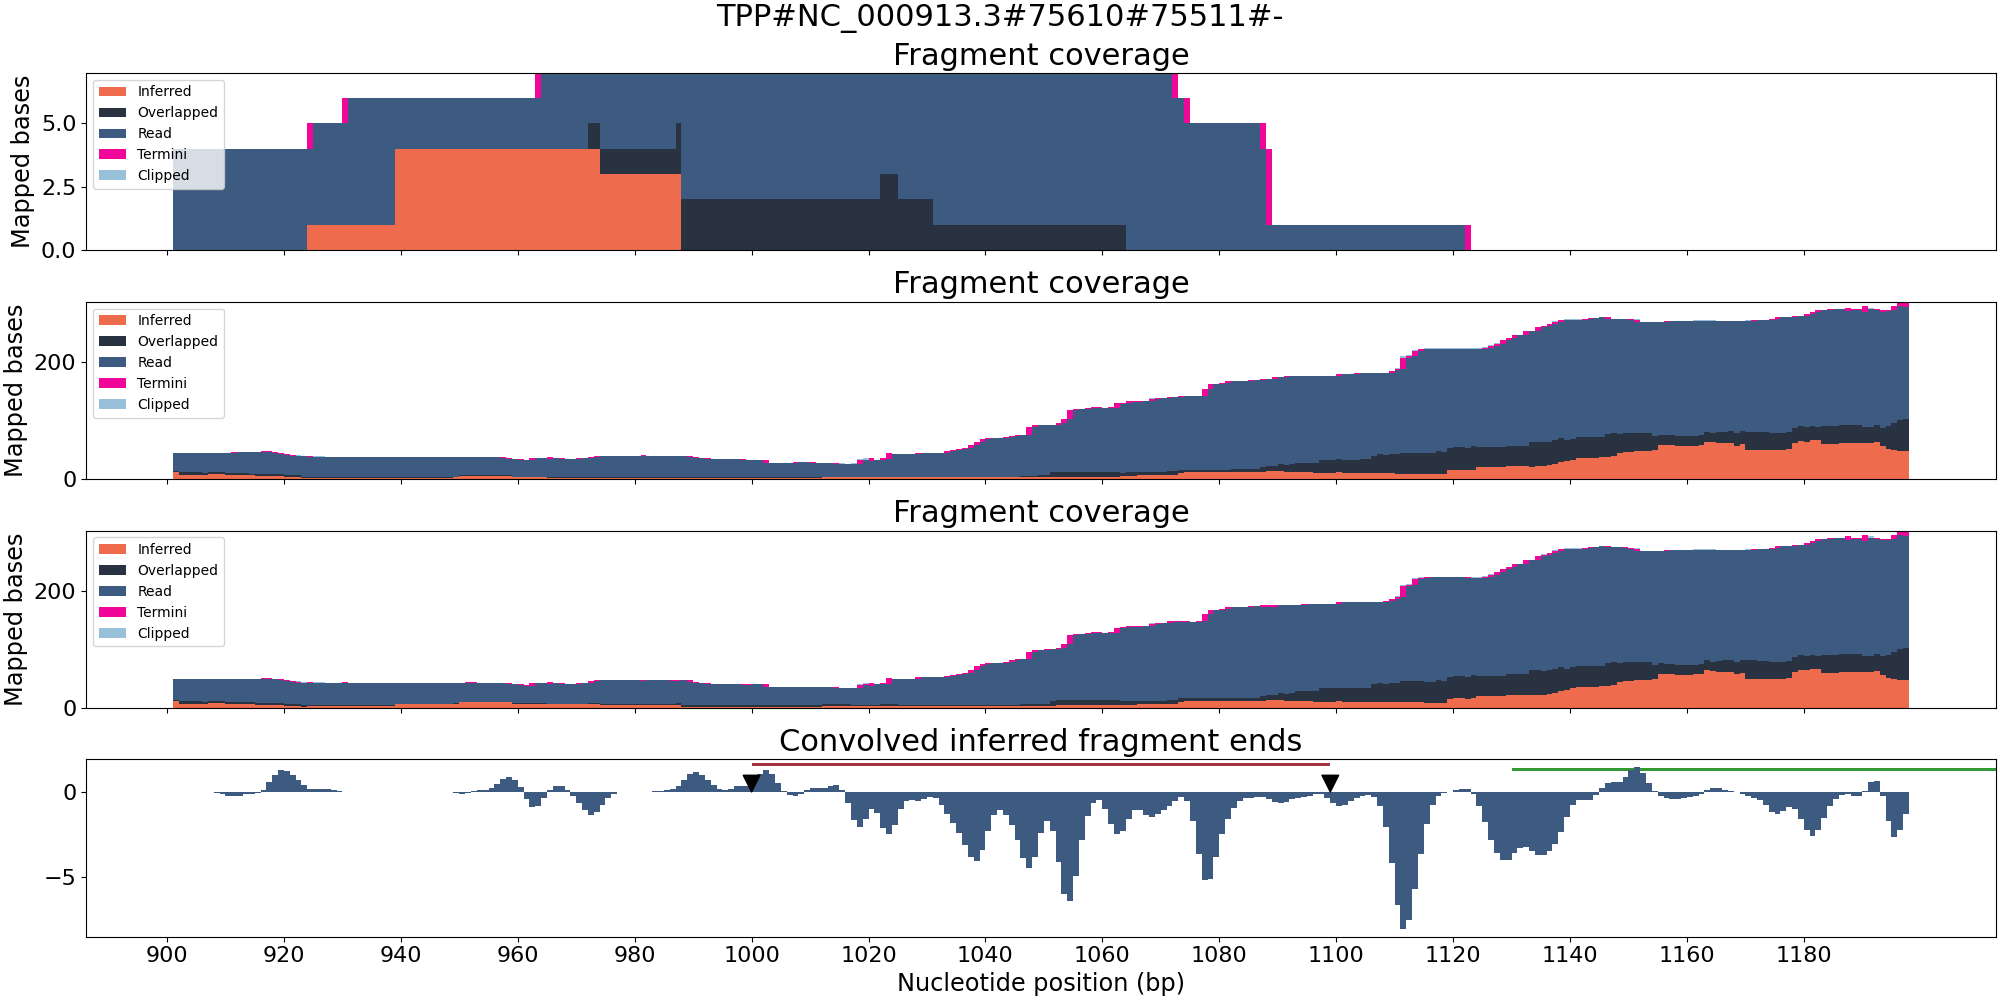 TPP#NC_000913.3#75610#75511#-
Fragment coverage
Mapped bases
5.0
2.5
0.0
Inferred
Overlapped
Read
Termini
Clipped
Fragment coverage
Mapped bases
200
0
Inferred
Overlapped
Read
Termini
Clipped
Fragment coverage
Mapped bases
200
0
Inferred
Overlapped
Read
Termini
Clipped
Convolved inferred fragment ends
0
−5
900 920 940 960 980 1000 1020 1040 1060 1080 1100 1120 1140 1160 1180
Nucleotide position (bp)